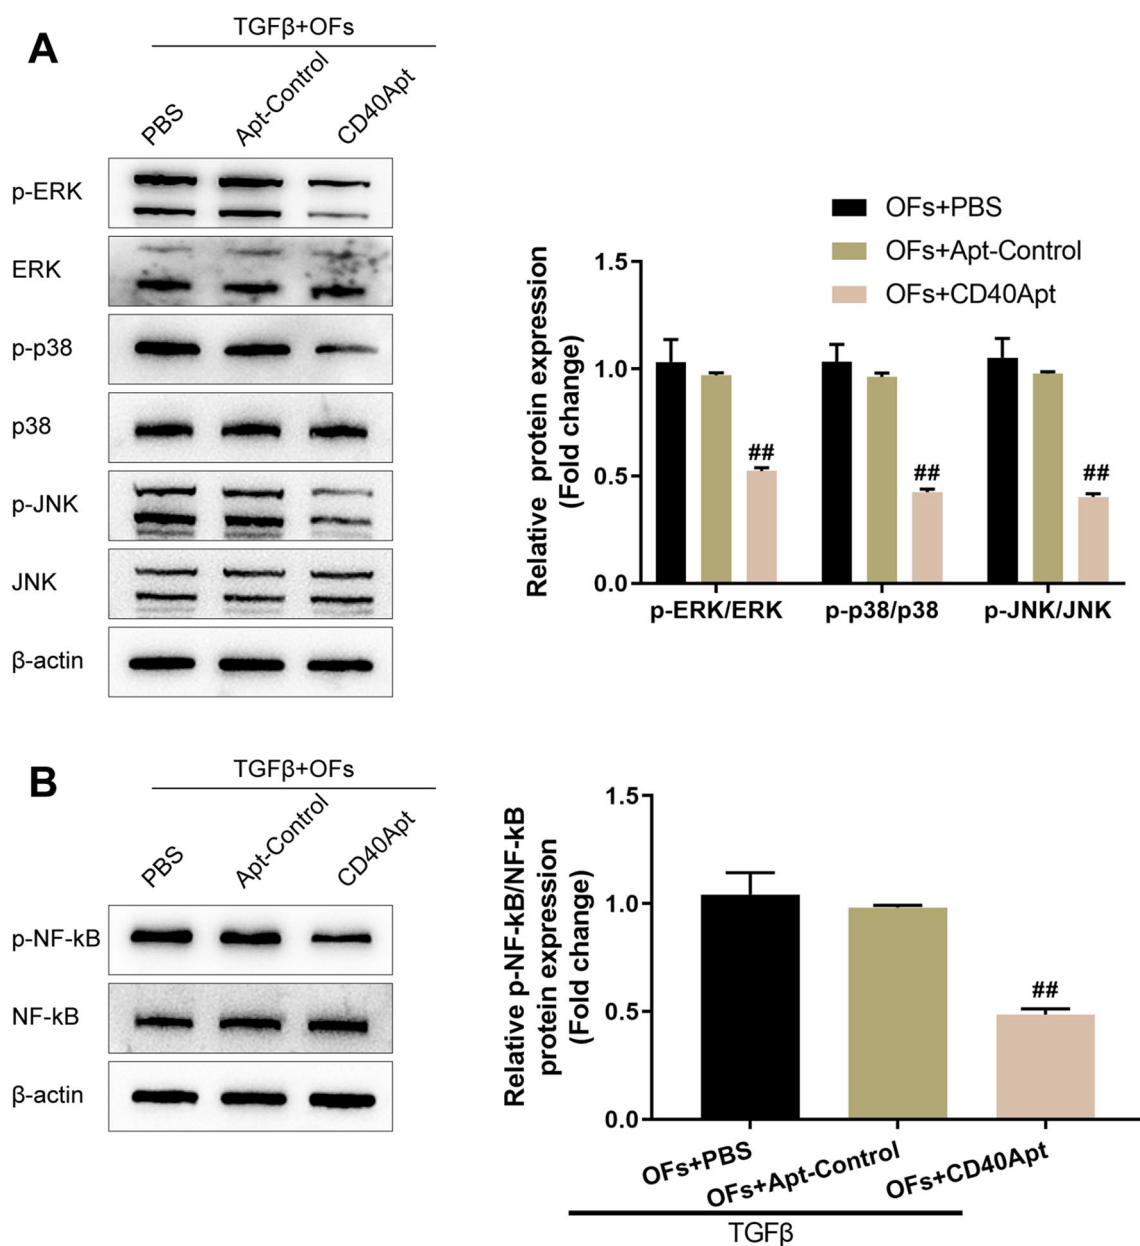 A
TGFβ+OFs
PBS
Apt-Control
CD40Apt
p-ERK
ERK
p-p38
p38
p-JNK
JNK
β-actin
OFs+PBS
OFs+Apt-Control
OFs+CD40Apt
Relative protein expression
(Fold change)
1.5
1.0
0.5
0.0
##
##
##
p-ERK/ERK
p-p38/p38
p-JNK/JNK
B
TGFβ+OFs
PBS
Apt-Control
CD40Apt
p-NF-kB
NF-kB
β-actin
Relative p-NF-kB/NF-kB
protein expression
(Fold change)
1.5
1.0
0.5
0.0
##
OFs+PBS
OFs+Apt-Control
OFs+CD40Apt
TGFβ